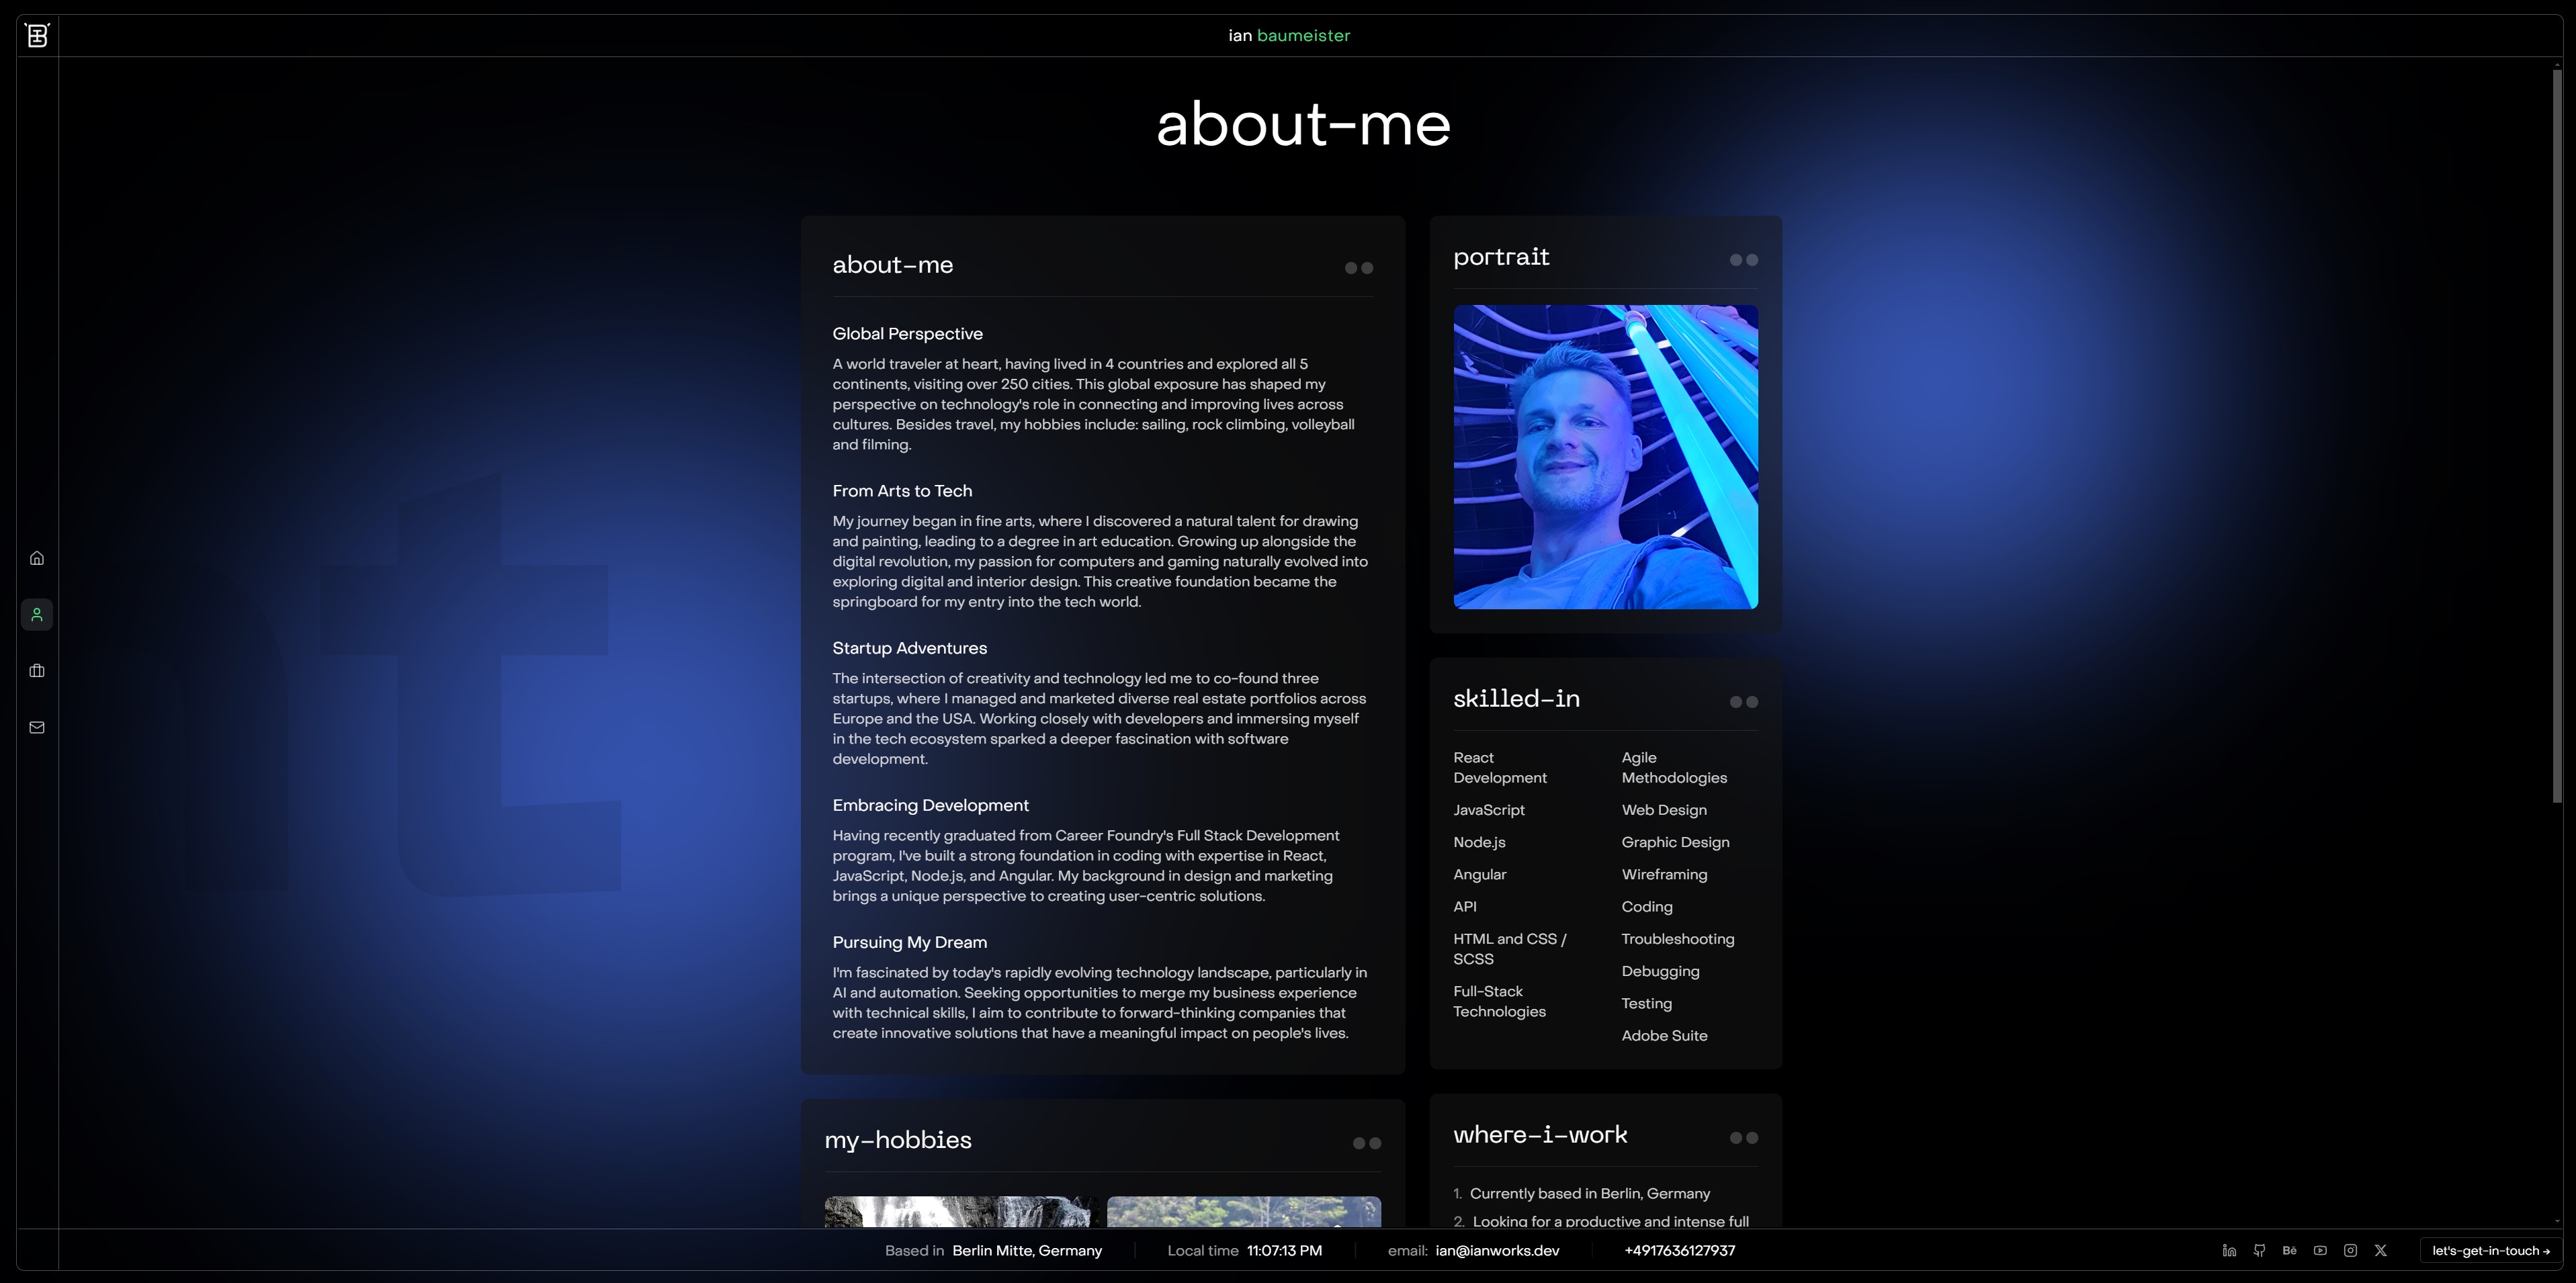 ian baumeister
about-me
about-me
Global Perspective
A world traveler at heart, having lived in 4 countries and explored all 5
continents, visiting over 250 cities. This global exposure has shaped my
perspective on technology's role in connecting and improving lives across
cultures. Besides travel, my hobbies include: sailing, rock climbing, volleyball
and filming.
From Arts to Tech
My journey began in fine arts, where I discovered a natural talent for drawing
and painting, leading to a degree in art education. Growing up alongside the
digital revolution, my passion for computers and gaming naturally evolved into
exploring digital and interior design. This creative foundation became the
springboard for my entry into the tech world.
Startup Adventures
The intersection of creativity and technology led me to co-found three
startups, where I managed and marketed diverse real estate portfolios across
Europe and the USA. Working closely with developers and immersing myself
in the tech ecosystem sparked a deeper fascination with software
development.
Embracing Development
Having recently graduated from Career Foundry's Full Stack Development
program, I've built a strong foundation in coding with expertise in React,
JavaScript, Node.js, and Angular. My background in design and marketing
brings a unique perspective to creating user-centric solutions.
Pursuing My Dream
I'm fascinated by today's rapidly evolving technology landscape, particularly in
AI and automation. Seeking opportunities to merge my business experience
with technical skills, I aim to contribute to forward-thinking companies that
create innovative solutions that have a meaningful impact on people's lives.
my-hobbies
portrait
skilled-in
React
Development
JavaScript
Node.js
Angular
API
HTML and CSS /
SCSS
Full-Stack
Technologies
Agile
Methodologies
Web Design
Graphic Design
Wireframing
Coding
Troubleshooting
Debugging
Testing
Adobe Suite
where-i-work
1. Currently based in Berlin, Germany
2. Looking for a productive and intense full
nt
Based in Berlin Mitte, Germany
Local time 11:07:13 PM
email: ian@ianworks.dev
+4917636127937
Bē
let's-get-in-touch →